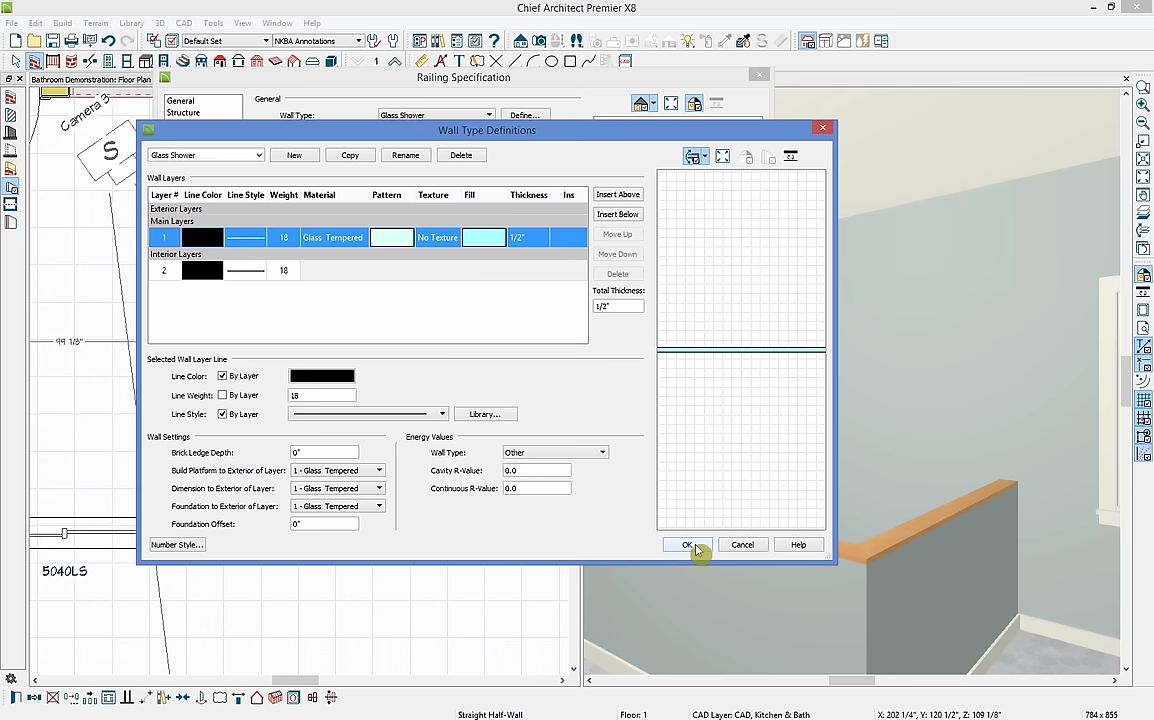 Chief Architect Premier X8
File Edit Build Terrain Library 3D CAD Tools View Window Help
Default Set NKBA Annotations
1
Bathroom Demonstration: Floor Plan
Railing Specification
General
Structure
General
Wall Type: Glass Shower Define...
Camera 3
S
Wall Type Definitions
Glass Shower New Copy Rename Delete
Wall Layers
Layer # Line Color Line Style Weight Material Pattern Texture Fill Thickness Ins
Exterior Layers
Main Layers
1 18 Glass Tempered No Texture 1/2"
Interior Layers
2 18
Insert Above
Insert Below
Move Up
Move Down
Delete
Total Thickness:
1/2"
99 1/8"
Selected Wall Layer Line
Line Color: By Layer
Line Weight: By Layer 18
Line Style: By Layer Library...
Wall Settings
Brick Ledge Depth: 0"
Build Platform to Exterior of Layer: 1 - Glass Tempered
Dimension to Exterior of Layer: 1 - Glass Tempered
Foundation to Exterior of Layer: 1 - Glass Tempered
Foundation Offset: 0"
Energy Values
Wall Type: Other
Cavity R-Value: 0.0
Continuous R-Value: 0.0
Number Style... OK Cancel Help
5040LS
Straight Half-Wall Floor: 1 CAD Layer: CAD, Kitchen & Bath X: 202 1/4", Y: 120 1/2", Z: 109 1/8" 784 x 855